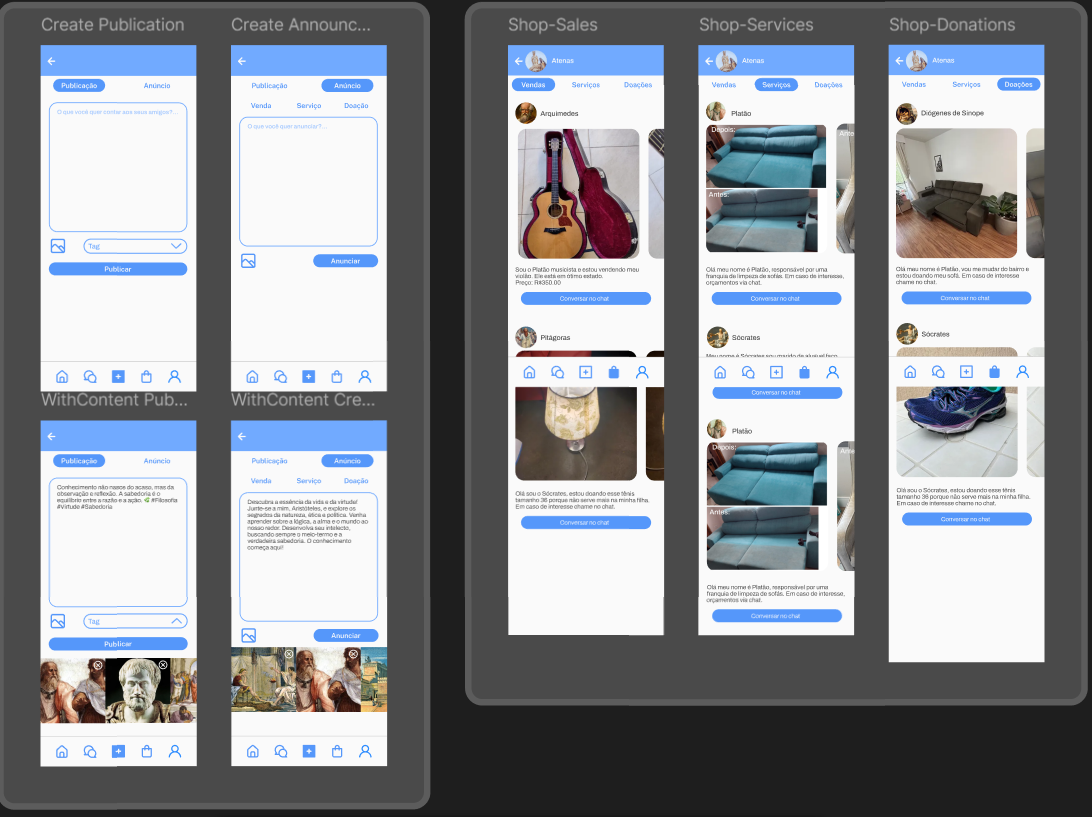 Create Publication
Publicação
Anúncio
O que você quer contar aos seus amigos?...
Tag
Publicar
Create Announc...
Publicação
Anúncio
Venda
Serviço
Doação
O que você quer anunciar?...
Anunciar
WithContent Pub...
Publicação
Anúncio
Conhecimento não nasce do acaso, mas da
observação e reflexão. A sabedoria é o
equilíbrio entre a razão e a ação. 🌿 #Filosofia
#Virtude #Sabedoria
Tag
Publicar
WithContent Cre...
Publicação
Anúncio
Venda
Serviço
Doação
Descubra a essência da vida e da virtude!
Junte-se a mim, Aristóteles, e explore os
segredos da natureza, ética e política. Venha
aprender sobre a lógica, a alma e o mundo ao
nosso redor. Desenvolva seu intelecto,
buscando sempre o meio-termo e a
verdadeira sabedoria. O conhecimento
começa aqui!
Anunciar
Shop-Sales
Atenas
Vendas
Serviços
Doações
Arquimedes
Sou o Platão musicista e estou vendendo meu
violão. Ele está em ótimo estado.
Preço: R$350.00
Conversar no chat
Pitágoras
Olá sou o Sócrates, estou doando esse tênis
tamanho 36 porque não serve mais na minha filha.
Em caso de interesse chame no chat.
Conversar no chat
Shop-Services
Atenas
Vendas
Serviços
Doações
Platão
Depois:
Ante
Antes:
Olá meu nome é Platão, responsável por uma
franquia de limpeza de sofás. Em caso de interesse,
orçamentos via chat.
Conversar no chat
Sócrates
Meu nome é Sócrates sou marido de aluguel faço
Conversar no chat
Platão
Depois:
Ante
Antes:
Olá meu nome é Platão, responsável por uma
franquia de limpeza de sofás. Em caso de interesse,
orçamentos via chat.
Conversar no chat
Shop-Donations
Atenas
Vendas
Serviços
Doações
Diógenes de Sinope
Olá meu nome é Platão, vou me mudar do bairro e
estou doando meu sofá. Em caso de interesse
chame no chat.
Conversar no chat
Sócrates
Olá sou o Sócrates, estou doando esse tênis
tamanho 36 porque não serve mais na minha filha.
Em caso de interesse chame no chat.
Conversar no chat